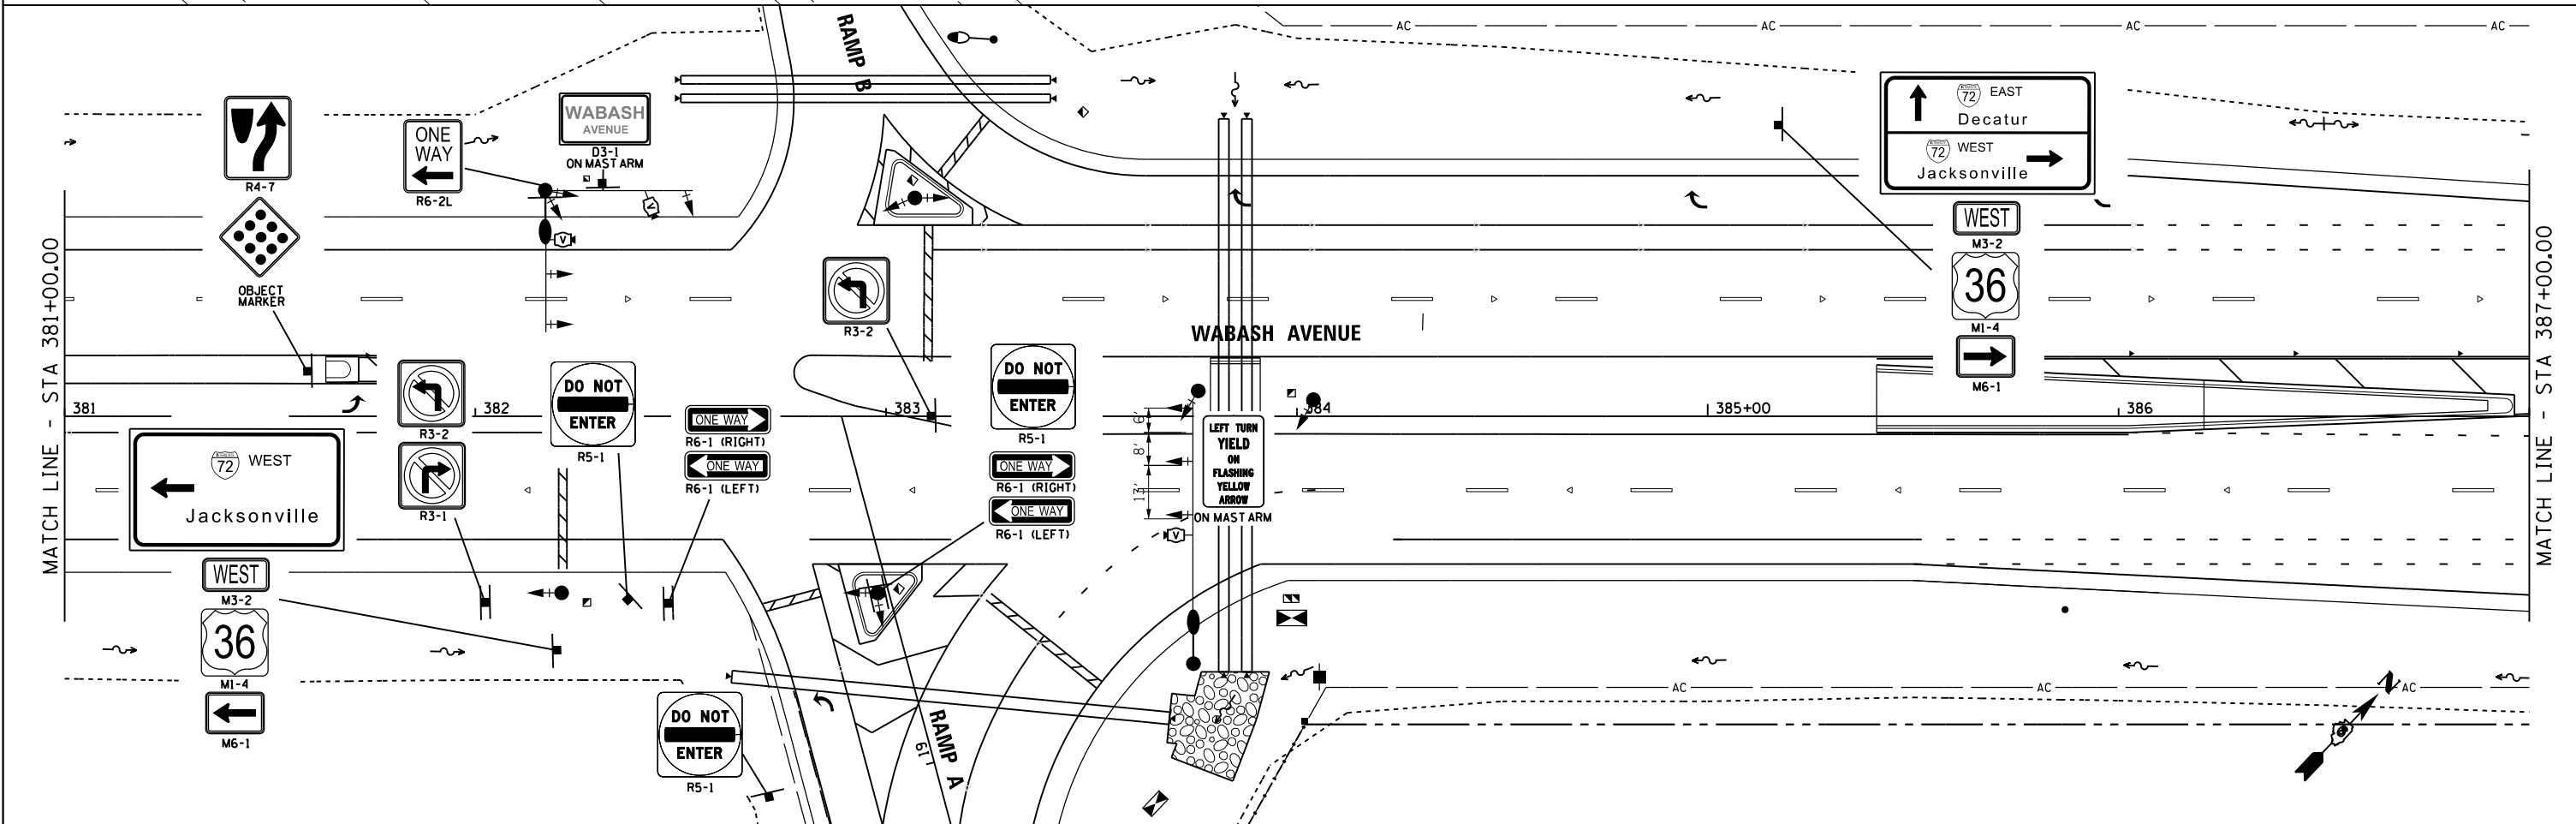 RAMP B
AC
AC
AC
R4-7
ONE
WAY
R6-2L
WABASH
AVENUE
D3-1
ON MAST ARM
72 EAST
Decatur
72 WEST
Jacksonville
WEST
M3-2
36
M1-4
M6-1
OBJECT
MARKER
V
V
R3-2
WABASH AVENUE
MATCH LINE - STA 381+00.00
MATCH LINE - STA 387+00.00
381
382
383
384
385+00
386
R3-2
R3-1
DO NOT
ENTER
R5-1
ONE WAY
R6-1 (RIGHT)
ONE WAY
R6-1 (LEFT)
DO NOT
ENTER
R5-1
ONE WAY
R6-1 (RIGHT)
ONE WAY
R6-1 (LEFT)
6'
8'
13'
LEFT TURN
YIELD
ON
FLASHING
YELLOW
ARROW
ON MAST ARM
V
72 WEST
Jacksonville
WEST
M3-2
36
M1-4
M6-1
DO NOT
ENTER
R5-1
RAMP A
19
AC
AC
AC
N